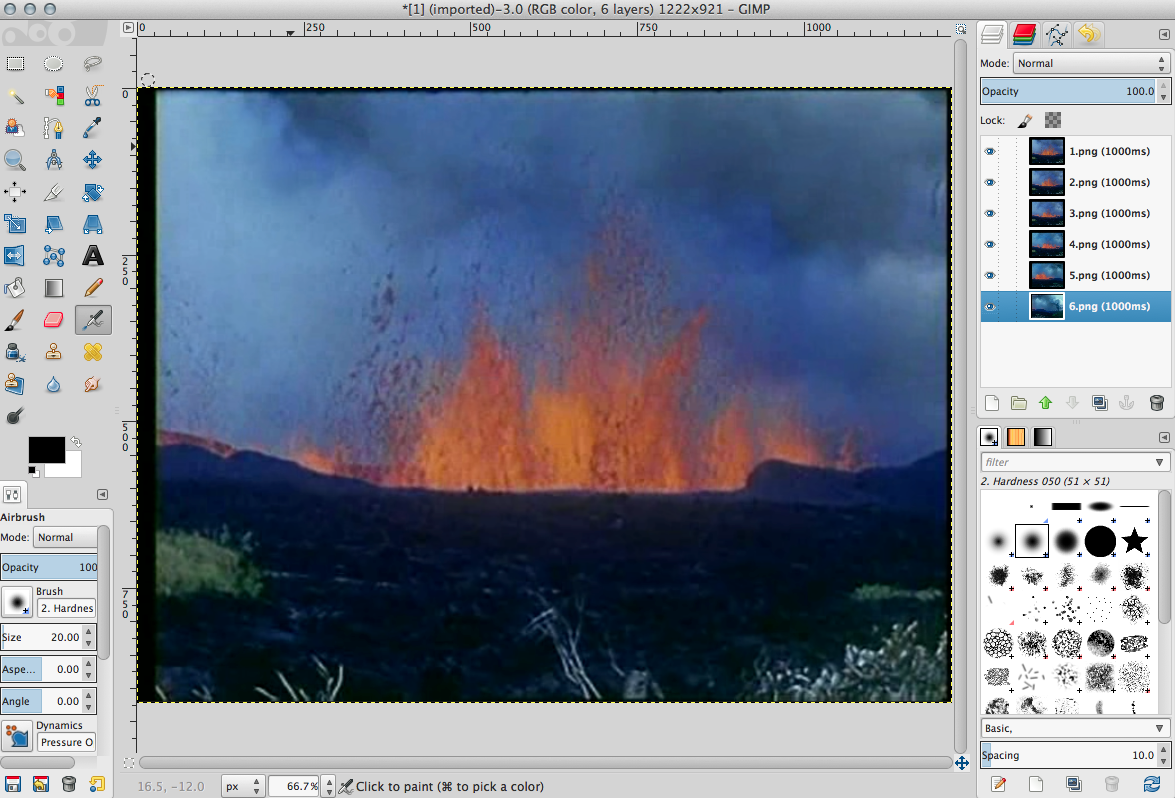 *[1] (imported)-3.0 (RGB color, 6 layers) 1222x921 – GIMP
0 250 500 750 1000
0
250
500
750
Mode: Normal
Opacity 100.0
Lock:
1.png (1000ms)
2.png (1000ms)
3.png (1000ms)
4.png (1000ms)
5.png (1000ms)
6.png (1000ms)
filter
2. Hardness 050 (51 × 51)
Basic,
Spacing 10.0
Airbrush
Mode: Normal
Opacity 100
Brush
2. Hardnes
Size 20.00
Aspe... 0.00
Angle 0.00
Dynamics
Pressure O
16.5, -12.0 px 66.7% Click to paint (⌘ to pick a color)